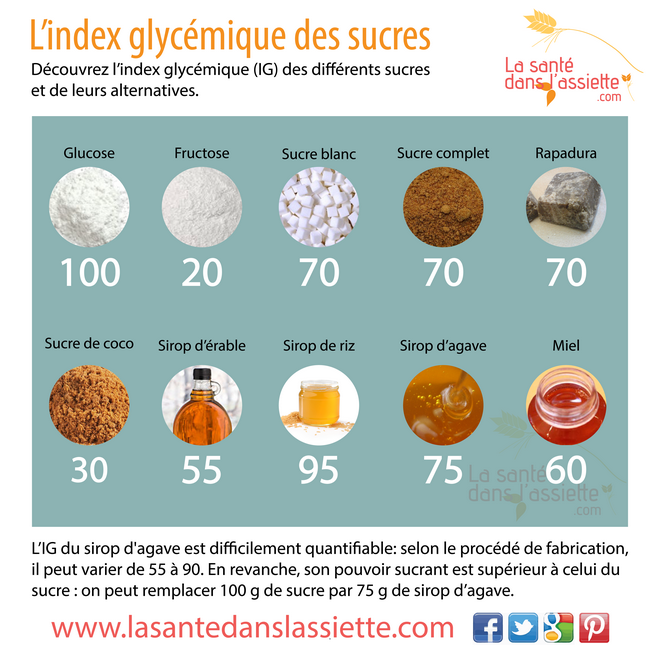 L'index glycémique des sucres
Découvrez l'index glycémique (IG) des différents sucres
et de leurs alternatives.
La santé
dans l'assiette
.com
Glucose
Fructose
Sucre blanc
Sucre complet
Rapadura
100
20
70
70
70
Sucre de coco
Sirop d'érable
Sirop de riz
Sirop d'agave
Miel
30
55
95
75
60
La santé
dans l'assiette
.com
L'IG du sirop d'agave est difficilement quantifiable: selon le procédé de fabrication,
il peut varier de 55 à 90. En revanche, son pouvoir sucrant est supérieur à celui du
sucre : on peut remplacer 100 g de sucre par 75 g de sirop d'agave.
www.lasantedanslassiette.com